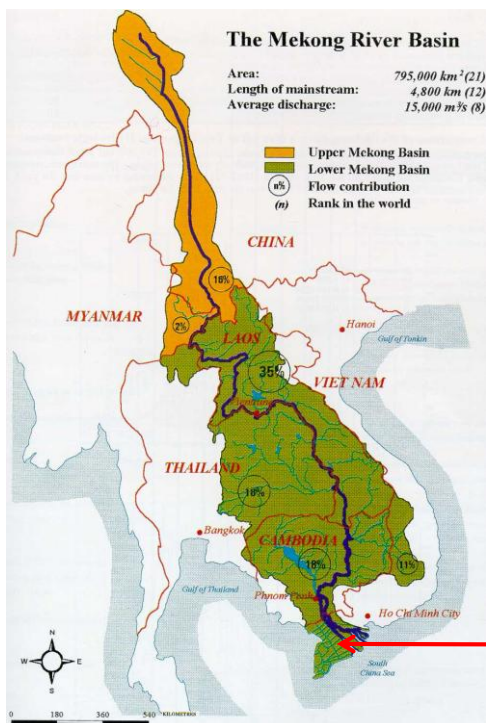 The Mekong River Basin
Area: 795,000 km² (21)
Length of mainstream: 4,800 km (12)
Average discharge: 15,000 m³/s (8)
Upper Mekong Basin
Lower Mekong Basin
n% Flow contribution
(n) Rank in the world
CHINA
16%
MYANMAR
2%
Hanoi
LAOS
Gulf of Tonkin
35%
VIET NAM
THAILAND
18%
Bangkok
CAMBODIA
18%
11%
Gulf of Thailand
Phnom Penh
Ho Chi Minh City
N
W E
S
South
China Sea
0 180 360 540 KILOMETRES